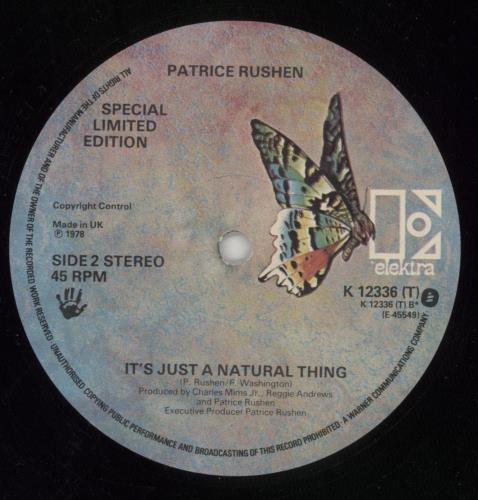 PATRICE RUSHEN
SPECIAL
LIMITED
EDITION
Copyright Control
Made in UK
℗ 1978
SIDE 2 STEREO
45 RPM
elektra
K 12336 (T)
K 12336 (T) B*
(E-45549)
IT'S JUST A NATURAL THING
(P. Rushen/F. Washington)
Produced by Charles Mims Jr., Reggie Andrews
and Patrice Rushen
Executive Producer Patrice Rushen
ALL RIGHTS OF THE MANUFACTURER AND OF THE OWNER OF THE RECORDED WORK RESERVED · UNAUTHORISED COPYING PUBLIC PERFORMANCE AND BROADCASTING OF THIS RECORD PROHIBITED · A WARNER COMMUNICATIONS COMPANY ·